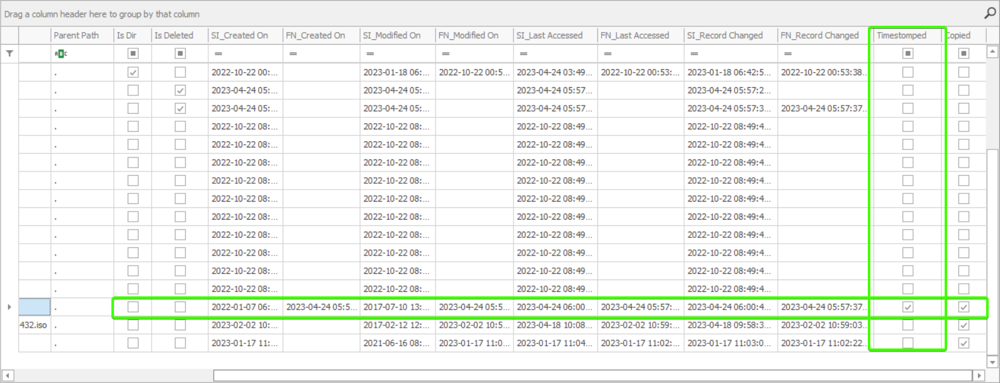 Drag a column header here to group by that column
Parent Path Is Dir Is Deleted SI_Created On FN_Created On SI_Modified On FN_Modified On SI_Last Accessed FN_Last Accessed SI_Record Changed FN_Record Changed Timestomped Copied
ABC = = = = = = = =
. 2022-10-22 00:... 2023-01-18 06:... 2022-10-22 00:5... 2023-04-24 03:49... 2022-10-22 00:53:... 2023-01-18 06:42:5... 2022-10-22 00:53:38...
. 2023-04-24 05:... 2023-04-24 05:... 2023-04-24 05:57... 2023-04-24 05:57:2...
. 2023-04-24 05:... 2023-04-24 05:... 2023-04-24 05:57... 2023-04-24 05:57:3... 2023-04-24 05:57:37...
. 2022-10-22 08:... 2022-10-22 08:... 2022-10-22 08:49... 2022-10-22 08:49:4...
. 2022-10-22 08:... 2022-10-22 08:... 2022-10-22 08:49... 2022-10-22 08:49:4...
. 2022-10-22 08:... 2022-10-22 08:... 2022-10-22 08:49... 2022-10-22 08:49:4...
. 2022-10-22 08:... 2022-10-22 08:... 2022-10-22 08:49... 2022-10-22 08:49:4...
. 2022-10-22 08:... 2022-10-22 08:... 2022-10-22 08:49... 2022-10-22 08:49:4...
. 2022-10-22 08:... 2022-10-22 08:... 2022-10-22 08:49... 2022-10-22 08:49:4...
. 2022-10-22 08:... 2022-10-22 08:... 2022-10-22 08:49... 2022-10-22 08:49:4...
. 2022-10-22 08:... 2022-10-22 08:... 2022-10-22 08:49... 2022-10-22 08:49:4...
. 2022-10-22 08:... 2022-10-22 08:... 2022-10-22 08:49... 2022-10-22 08:49:4...
. 2022-10-22 08:... 2022-10-22 08:... 2022-10-22 08:49... 2022-10-22 08:49:4...
. 2022-01-07 06:... 2023-04-24 05:5... 2017-07-10 13:... 2023-04-24 05:5... 2023-04-24 06:00... 2023-04-24 05:57:... 2023-04-24 06:00:4... 2023-04-24 05:57:37...
432.iso . 2023-02-02 10:... 2017-02-12 12:... 2023-02-02 10:5... 2023-04-18 10:08... 2023-02-02 10:59:... 2023-04-18 09:58:3... 2023-02-02 10:59:03...
. 2023-01-17 11:... 2021-06-16 08:... 2023-01-17 11:0... 2023-01-17 11:04... 2023-01-17 11:02:... 2023-01-17 11:03:0... 2023-01-17 11:02:22...